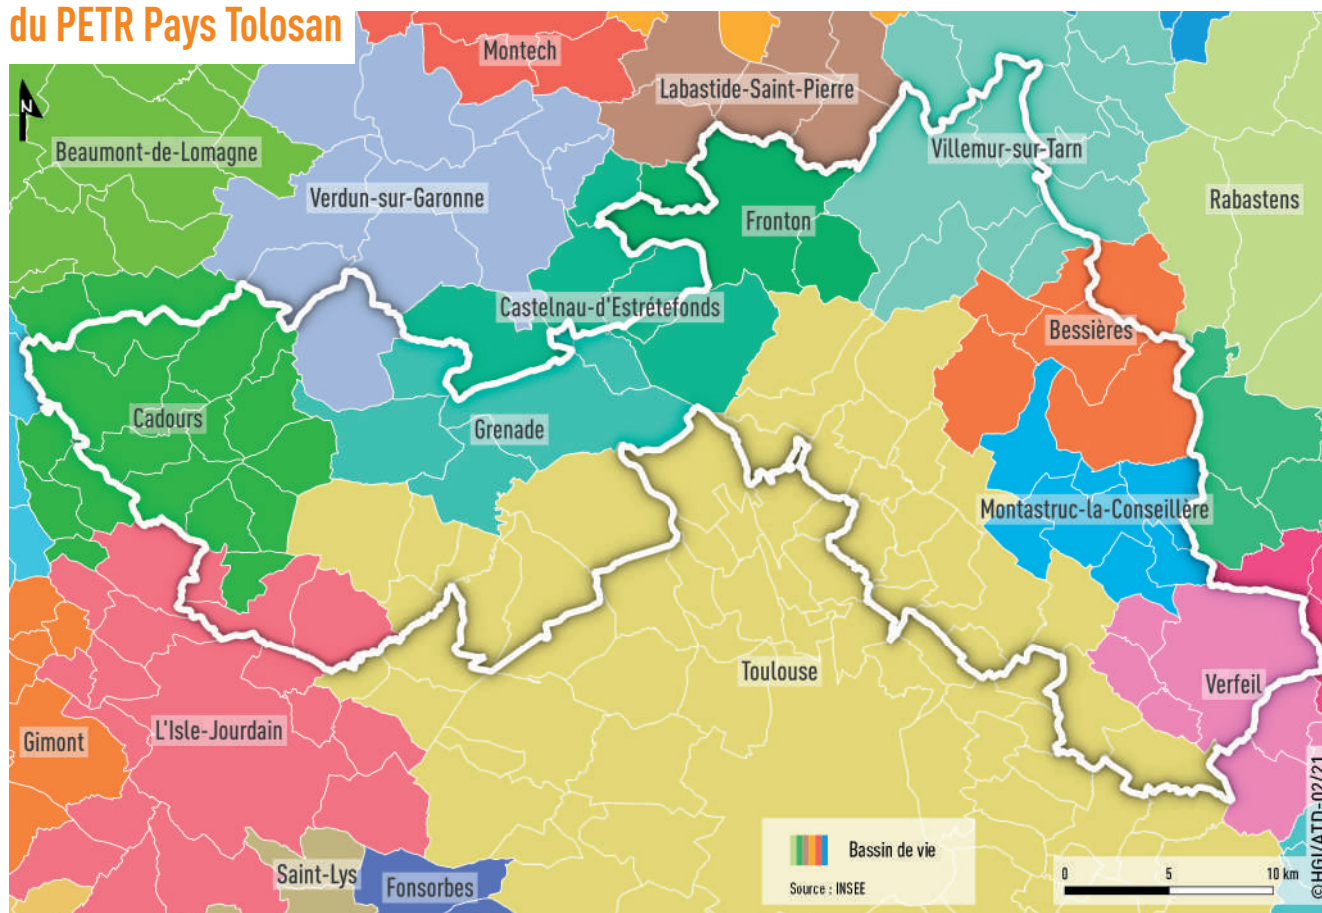 du PETR Pays Tolosan
N
Montech
Labastide-Saint-Pierre
Beaumont-de-Lomagne
Villemur-sur-Tarn
Verdun-sur-Garonne
Rabastens
Fronton
Castelnau-d'Estrétefonds
Bessières
Cadours
Grenade
Montastruc-la-Conseillère
Toulouse
Verfeil
L'Isle-Jourdain
Gimont
Saint-Lys
Fonsorbes
Bassin de vie
Source : INSEE
0 5 10 km
©HGI/ATD-02/21